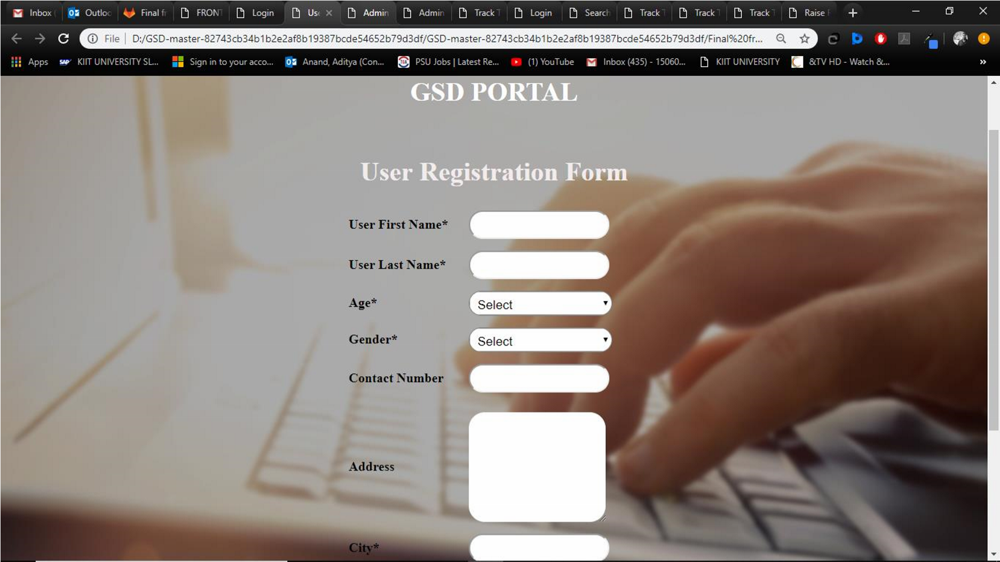 Inbox
Outloo
Final f
FRONT
Login
Use
Admin
Admin
Track T
Login
Search
Track T
Track T
Track T
Raise
File
D:/GSD-master-82743cb34b1b2e2af8b19387bcde54652b79d3df/GSD-master-82743cb34b1b2e2af8b19387bcde54652b79d3df/Final%20fr...
Apps
KIIT UNIVERSITY SL...
Sign in to your acco...
Anand, Aditya (Con...
PSU Jobs | Latest Re...
(1) YouTube
Inbox (435) - 15060...
KIIT UNIVERSITY
&TV HD - Watch &...
»
GSD PORTAL
User Registration Form
User First Name*
User Last Name*
Age*
Select
Gender*
Select
Contact Number
Address
City*